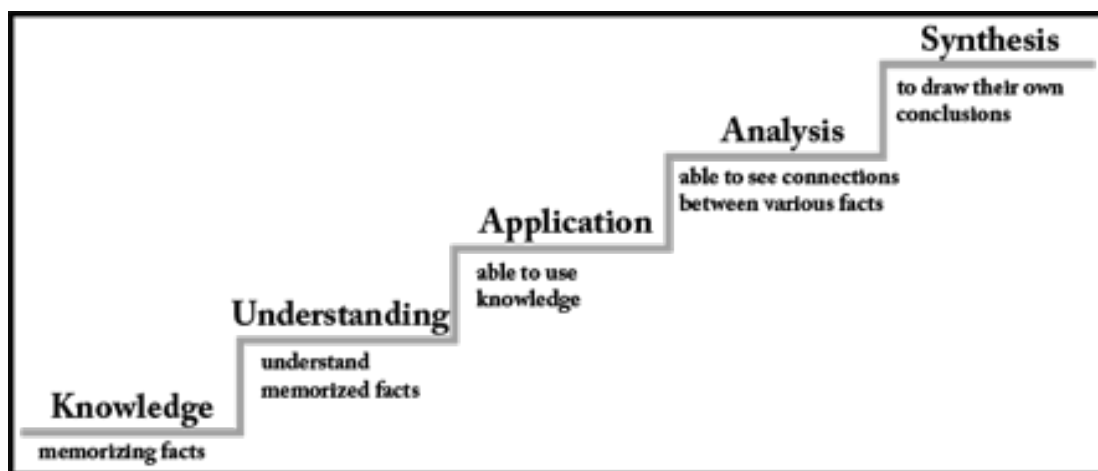 Synthesis
to draw their own
conclusions
Analysis
able to see connections
between various facts
Application
able to use
knowledge
Understanding
understand
memorized facts
Knowledge
memorizing facts